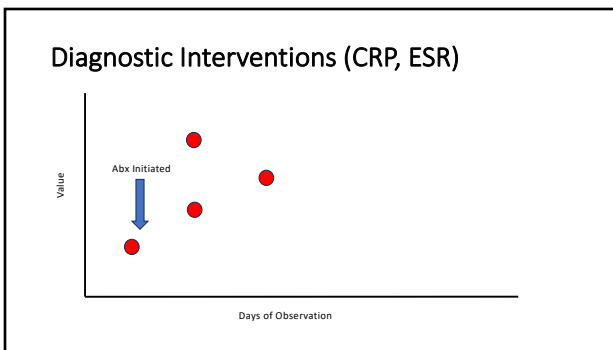 Diagnostic Interventions (CRP, ESR)
Abx Initiated
Value
Days of Observation